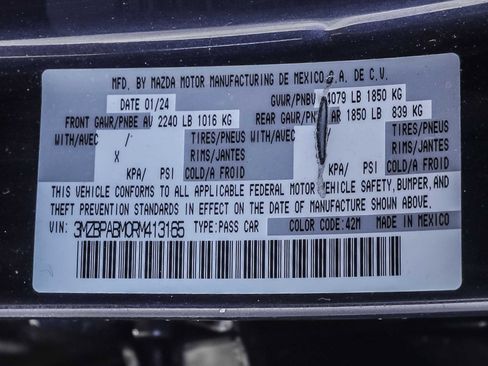 MFD. BY MAZDA MOTOR MANUFACTURING DE MEXICO S.A. DE C.V.
DATE 01/24 GVWR/PNBV 4079 LB 1850 KG
FRONT GAWR/PNBE AV 2240 LB 1016 KG REAR GAWR/PNBE AR 1850 LB 839 KG
WITH/AVEC / TIRES/PNEUS WITH/AVEC TIRES/PNEUS
X RIMS/JANTES RIMS/JANTES
KPA/ PSI COLD/A FROID KPA/ PSI COLD/A FROID
THIS VEHICLE CONFORMS TO ALL APPLICABLE FEDERAL MOTOR VEHICLE SAFETY, BUMPER, AND
THEFT PREVENTION STANDARDS IN EFFECT ON THE DATE OF MANUFACTURE SHOWN ABOVE.
VIN: 3MZBPABM0RM413165 TYPE:PASS CAR COLOR CODE:42M MADE IN MEXICO